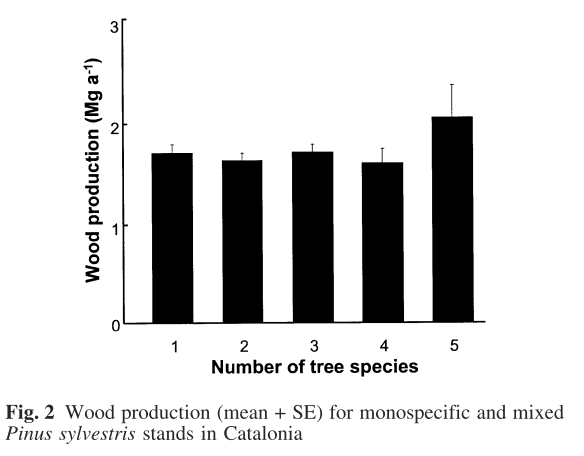 3
2
1
0
Wood production (Mg a⁻¹)
1 2 3 4 5
Number of tree species
Fig. 2 Wood production (mean + SE) for monospecific and mixed
Pinus sylvestris stands in Catalonia